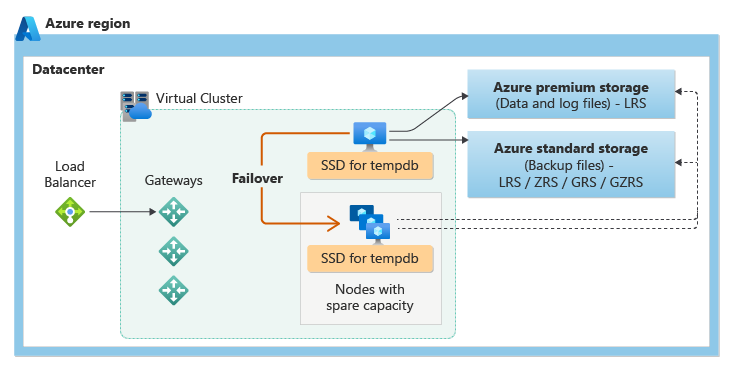 Azure region
Datacenter
Virtual Cluster
Load
Balancer
Gateways
Failover
SSD for tempdb
SSD for tempdb
Nodes with
spare capacity
Azure premium storage
(Data and log files) - LRS
Azure standard storage
(Backup files) -
LRS / ZRS / GRS / GZRS